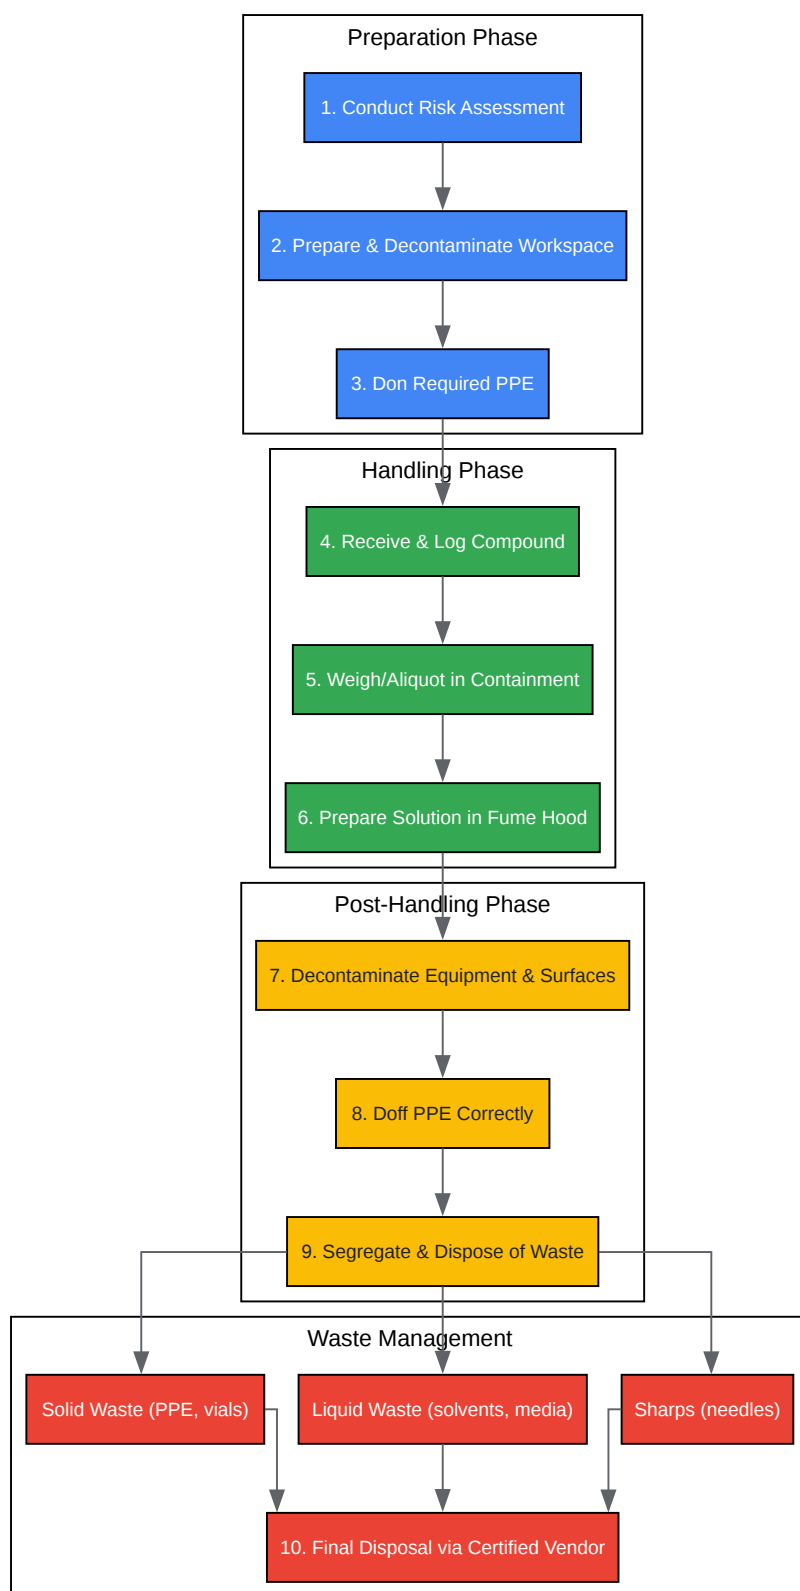 Preparation Phase
1. Conduct Risk Assessment
2. Prepare & Decontaminate Workspace
3. Don Required PPE
Handling Phase
4. Receive & Log Compound
5. Weigh/Aliquot in Containment
6. Prepare Solution in Fume Hood
Post-Handling Phase
7. Decontaminate Equipment & Surfaces
8. Doff PPE Correctly
9. Segregate & Dispose of Waste
Waste Management
Solid Waste (PPE, vials)
Liquid Waste (solvents, media)
Sharps (needles)
10. Final Disposal via Certified Vendor